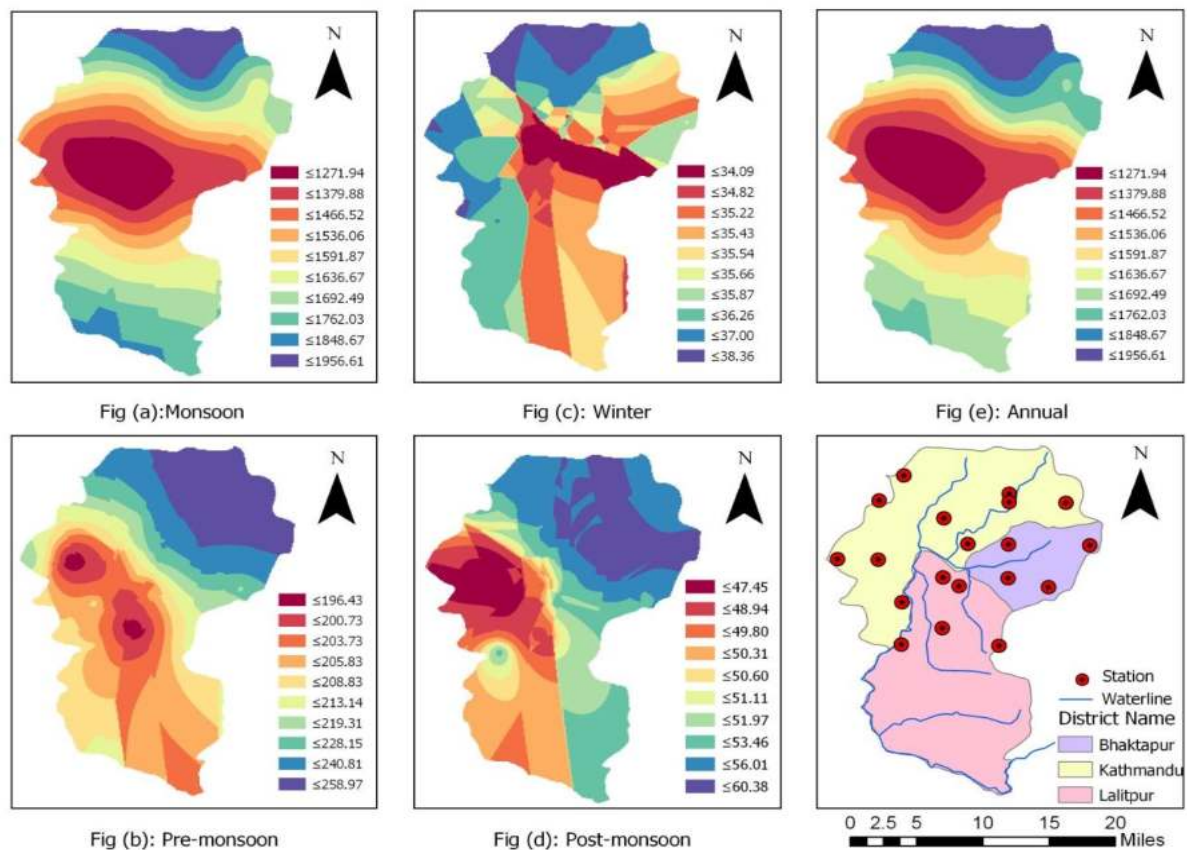 N
≤1271.94
≤1379.88
≤1466.52
≤1536.06
≤1591.87
≤1636.67
≤1692.49
≤1762.03
≤1848.67
≤1956.61
Fig (a):Monsoon
N
≤34.09
≤34.82
≤35.22
≤35.43
≤35.54
≤35.66
≤35.87
≤36.26
≤37.00
≤38.36
Fig (c): Winter
N
≤1271.94
≤1379.88
≤1466.52
≤1536.06
≤1591.87
≤1636.67
≤1692.49
≤1762.03
≤1848.67
≤1956.61
Fig (e): Annual
N
≤196.43
≤200.73
≤203.73
≤205.83
≤208.83
≤213.14
≤219.31
≤228.15
≤240.81
≤258.97
Fig (b): Pre-monsoon
N
≤47.45
≤48.94
≤49.80
≤50.31
≤50.60
≤51.11
≤51.97
≤53.46
≤56.01
≤60.38
Fig (d): Post-monsoon
N
Station
Waterline
District Name
Bhaktapur
Kathmandu
Lalitpur
0 2.5 5 10 15 20
Miles